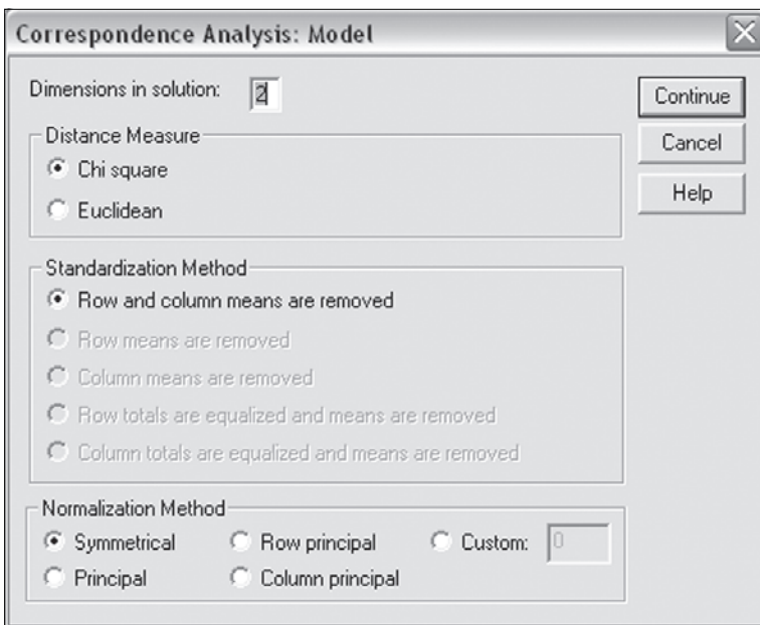 Correspondence Analysis: Model
Dimensions in solution: 2
Continue
Cancel
Help
Distance Measure
Chi square
Euclidean
Standardization Method
Row and column means are removed
Row means are removed
Column means are removed
Row totals are equalized and means are removed
Column totals are equalized and means are removed
Normalization Method
Symmetrical Row principal Custom: 0
Principal Column principal